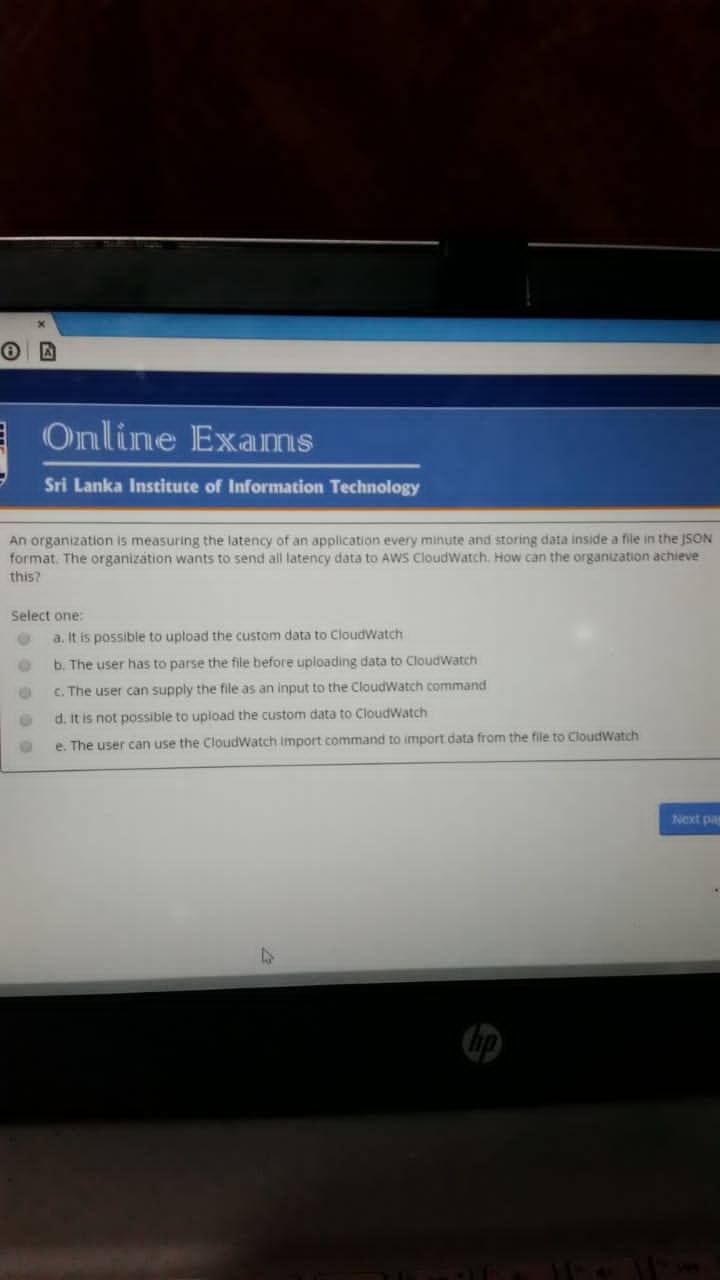 Online Exams
Sri Lanka Institute of Information Technology
An organization is measuring the latency of an application every minute and storing data inside a file in the JSON
format. The organization wants to send all latency data to AWS CloudWatch. How can the organization achieve
this?
Select one:
a. It is possible to upload the custom data to CloudWatch
b. The user has to parse the file before uploading data to CloudWatch
c. The user can supply the file as an input to the CloudWatch command
d. It is not possible to upload the custom data to CloudWatch
e. The user can use the CloudWatch Import command to import data from the file to CloudWatch
Next
hp